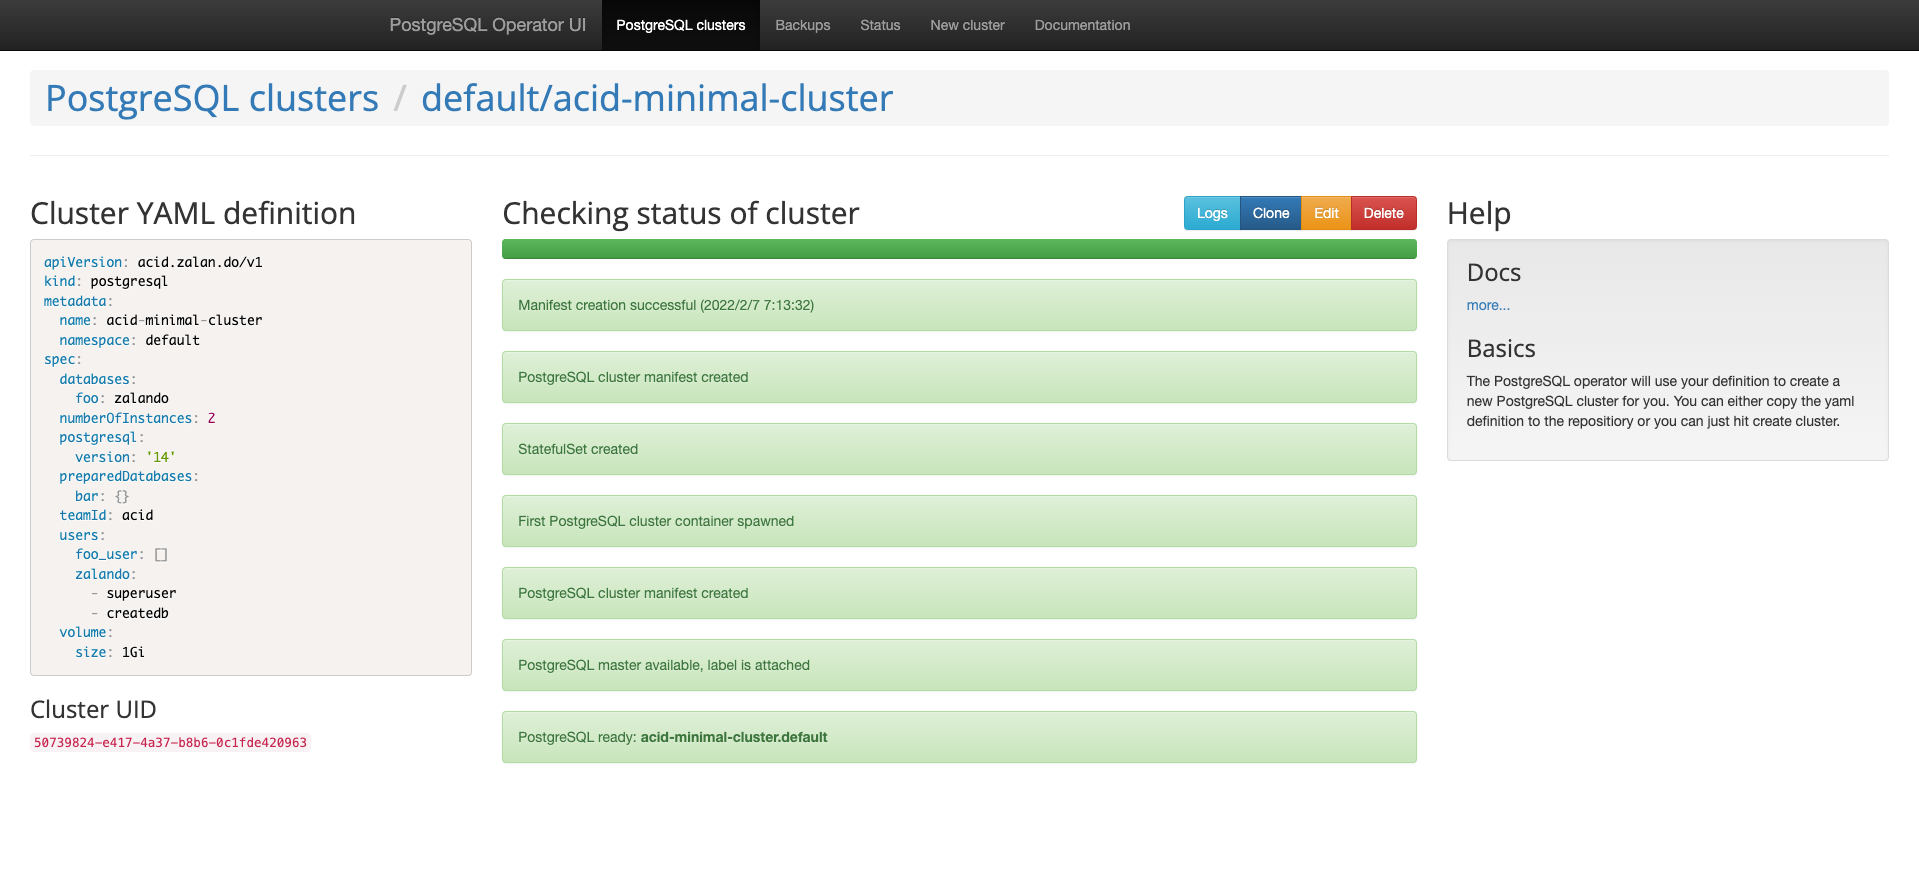 PostgreSQL Operator UI PostgreSQL clusters Backups Status New cluster Documentation
PostgreSQL clusters / default/acid-minimal-cluster
Cluster YAML definition
apiVersion: acid.zalan.do/v1
kind: postgresql
metadata:
  name: acid-minimal-cluster
  namespace: default
spec:
  databases:
    foo: zalando
  numberOfInstances: 2
  postgresql:
    version: '14'
  preparedDatabases:
    bar: {}
  teamId: acid
  users:
    foo_user: []
    zalando:
      - superuser
      - createdb
  volume:
    size: 1Gi
Cluster UID
50739824-e417-4a37-b8b6-0c1fde420963
Checking status of cluster
Logs Clone Edit Delete
Manifest creation successful (2022/2/7 7:13:32)
PostgreSQL cluster manifest created
StatefulSet created
First PostgreSQL cluster container spawned
PostgreSQL cluster manifest created
PostgreSQL master available, label is attached
PostgreSQL ready: acid-minimal-cluster.default
Help
Docs
more...
Basics
The PostgreSQL operator will use your definition to create a
new PostgreSQL cluster for you. You can either copy the yaml
definition to the repositiory or you can just hit create cluster.